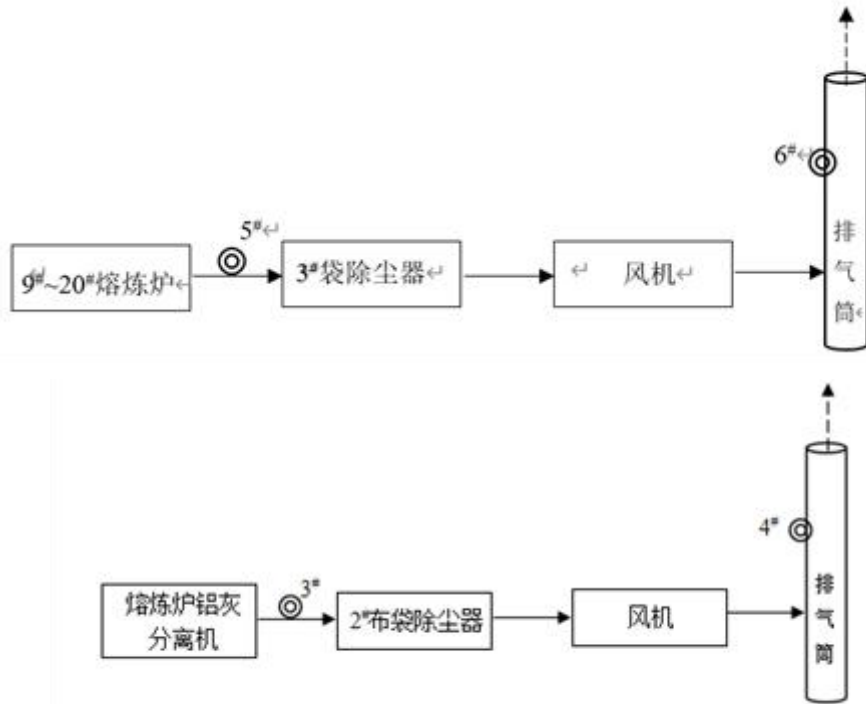 6#↵
5#↵
9#~20#熔炼炉↵
3#袋除尘器↵
↵ 风机↵
排
气
筒↵
4#
3#
熔炼炉铝灰
分离机
2#布袋除尘器
风机
排
气
筒